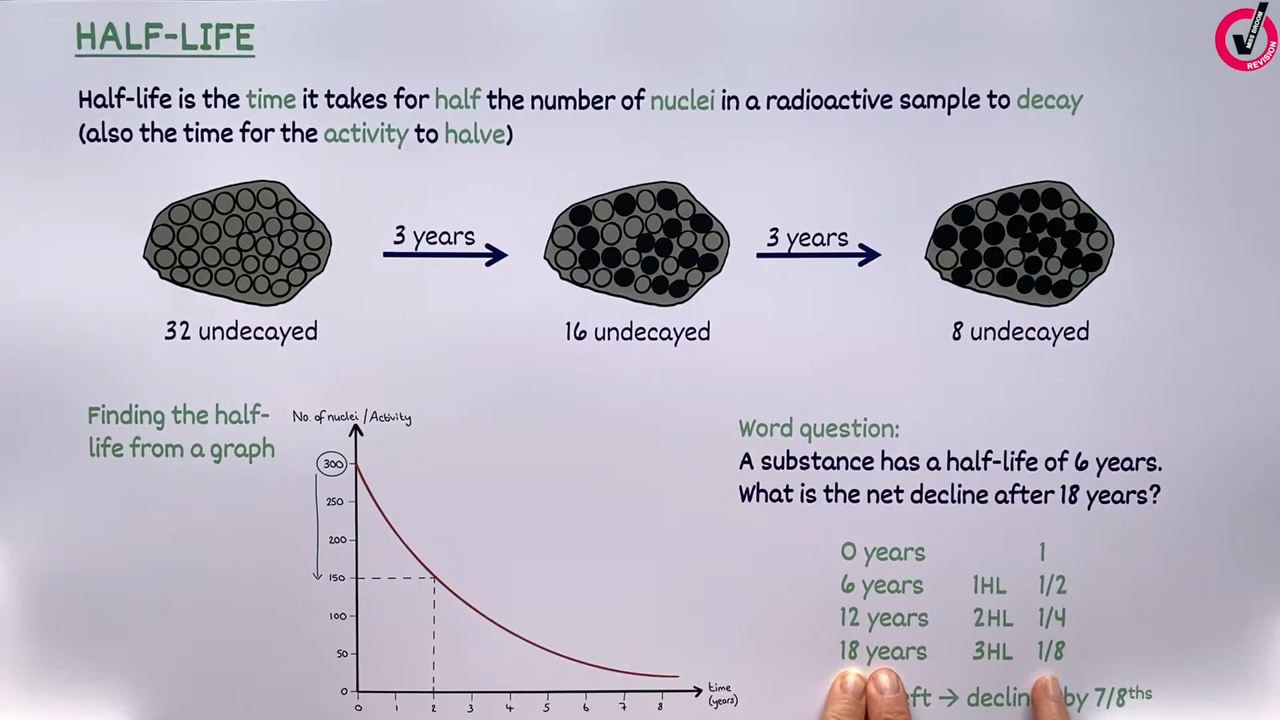 HALF-LIFE
MISS BROOM
REVISION
Half-life is the time it takes for half the number of nuclei in a radioactive sample to decay
(also the time for the activity to halve)
3 years
3 years
32 undecayed
16 undecayed
8 undecayed
Finding the half-
life from a graph
No. of nuclei / Activity
300
250
200
150
100
50
0
0 1 2 3 4 5 6 7 8
time
(years)
Word question:
A substance has a half-life of 6 years.
What is the net decline after 18 years?
0 years 1
6 years 1HL 1/2
12 years 2HL 1/4
18 years 3HL 1/8
→ by 7/8ths